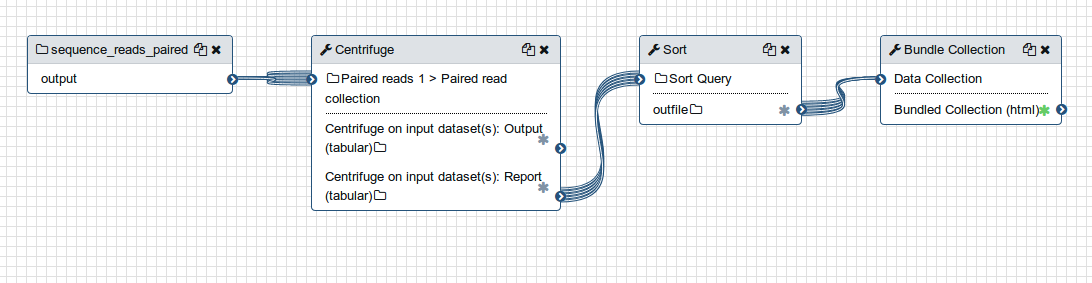 sequence_reads_paired
output
Centrifuge
Paired reads 1 > Paired read
collection
Centrifuge on input dataset(s): Output
(tabular)
Centrifuge on input dataset(s): Report
(tabular)
Sort
Sort Query
outfile
Bundle Collection
Data Collection
Bundled Collection (html)